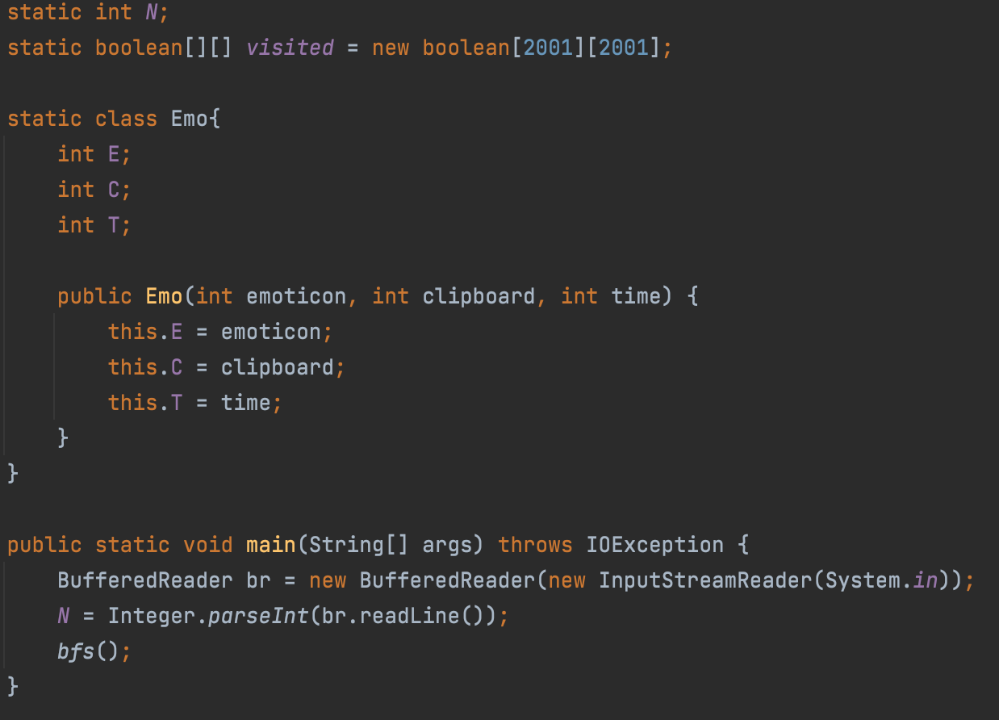 static int N;
static boolean[][] visited = new boolean[2001][2001];
static class Emo{
    int E;
    int C;
    int T;
    public Emo(int emoticon, int clipboard, int time) {
        this.E = emoticon;
        this.C = clipboard;
        this.T = time;
    }
}
public static void main(String[] args) throws IOException {
    BufferedReader br = new BufferedReader(new InputStreamReader(System.in));
    N = Integer.parseInt(br.readLine());
    bfs();
}